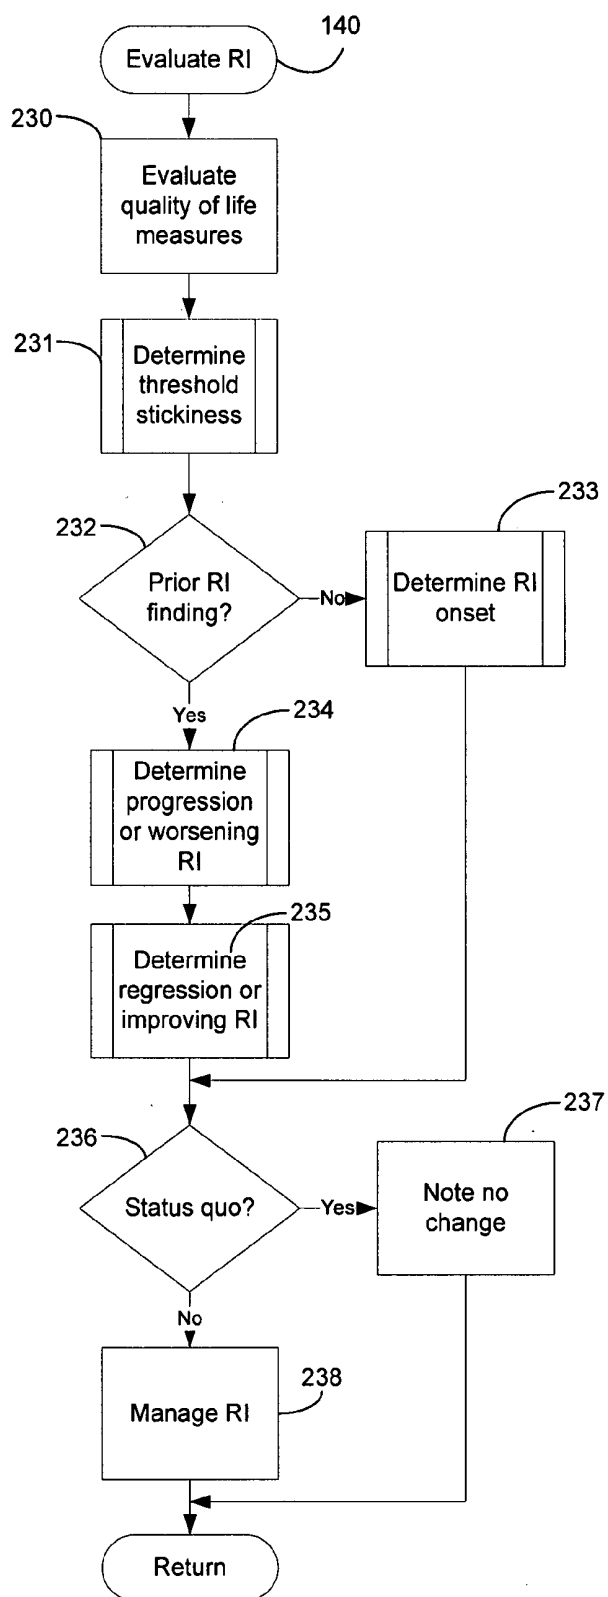 140
Evaluate RI
230
Evaluate
quality of life
measures
231
Determine
threshold
stickiness
232
Prior RI
finding?
No
233
Determine RI
onset
Yes
234
Determine
progression
or worsening
RI
235
Determine
regression or
improving RI
236
Status quo?
Yes
237
Note no
change
No
Manage RI
238
Return